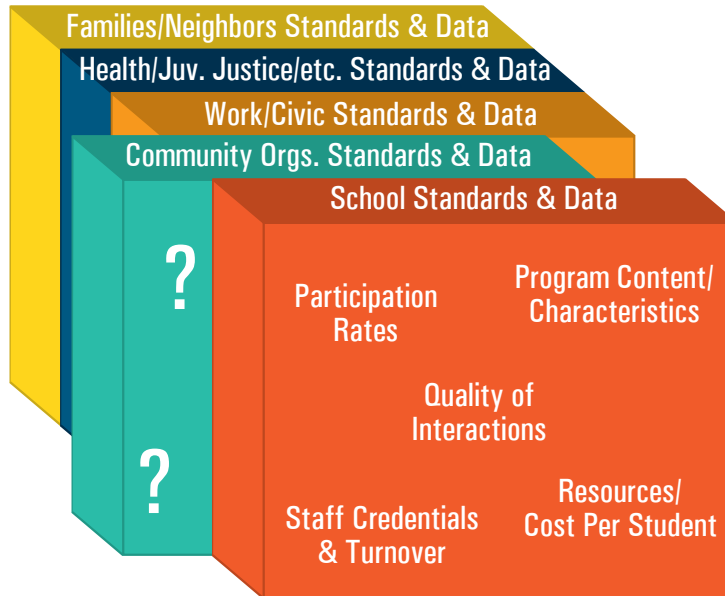 Families/Neighbors Standards & Data
Health/Juv. Justice/etc. Standards & Data
Work/Civic Standards & Data
Community Orgs. Standards & Data
School Standards & Data
?
Participation
Rates
Program Content/
Characteristics
Quality of
Interactions
?
Staff Credentials
& Turnover
Resources/
Cost Per Student